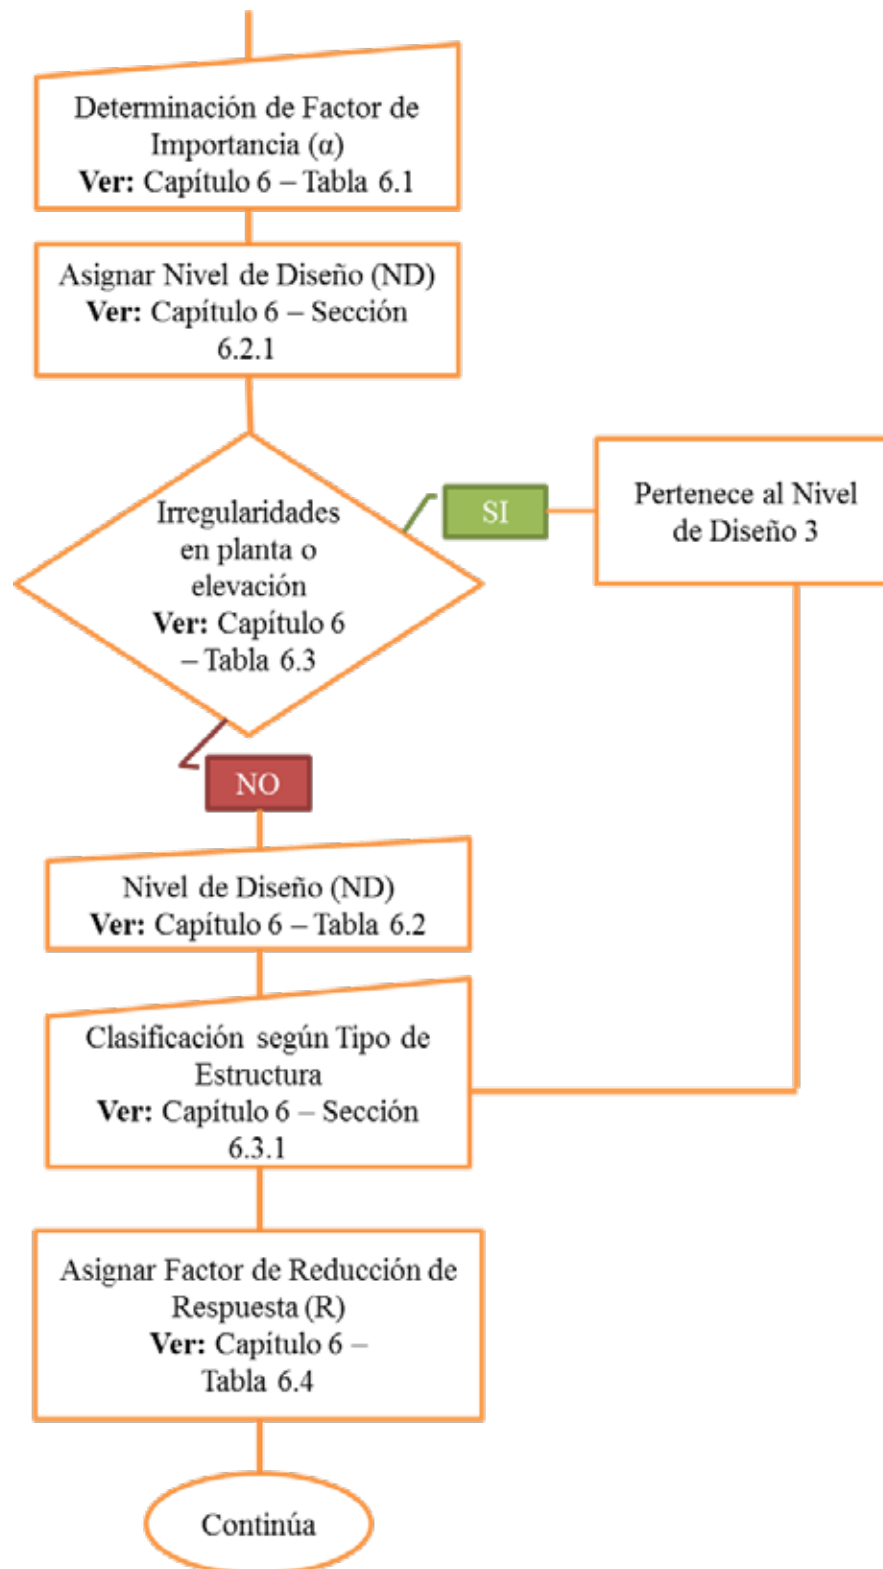 Determinación de Factor de
Importancia (α)
Ver: Capítulo 6 – Tabla 6.1
Asignar Nivel de Diseño (ND)
Ver: Capítulo 6 – Sección
6.2.1
Irregularidades
en planta o
elevación
Ver: Capítulo 6
– Tabla 6.3
SI
Pertenece al Nivel
de Diseño 3
NO
Nivel de Diseño (ND)
Ver: Capítulo 6 – Tabla 6.2
Clasificación según Tipo de
Estructura
Ver: Capítulo 6 – Sección
6.3.1
Asignar Factor de Reducción de
Respuesta (R)
Ver: Capítulo 6 –
Tabla 6.4
Continúa